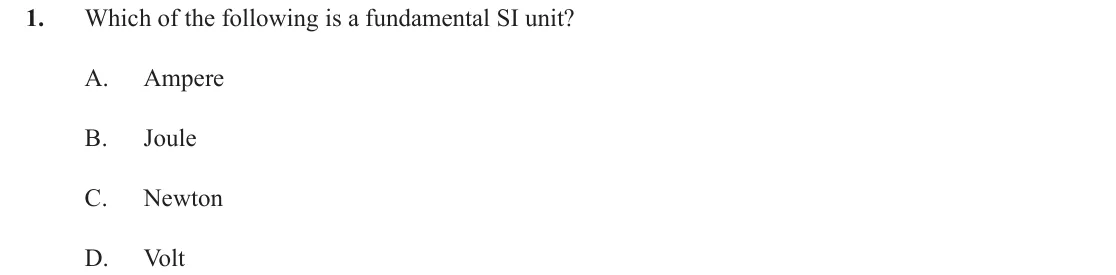 1. Which of the following is a fundamental SI unit?
A. Ampere
B. Joule
C. Newton
D. Volt